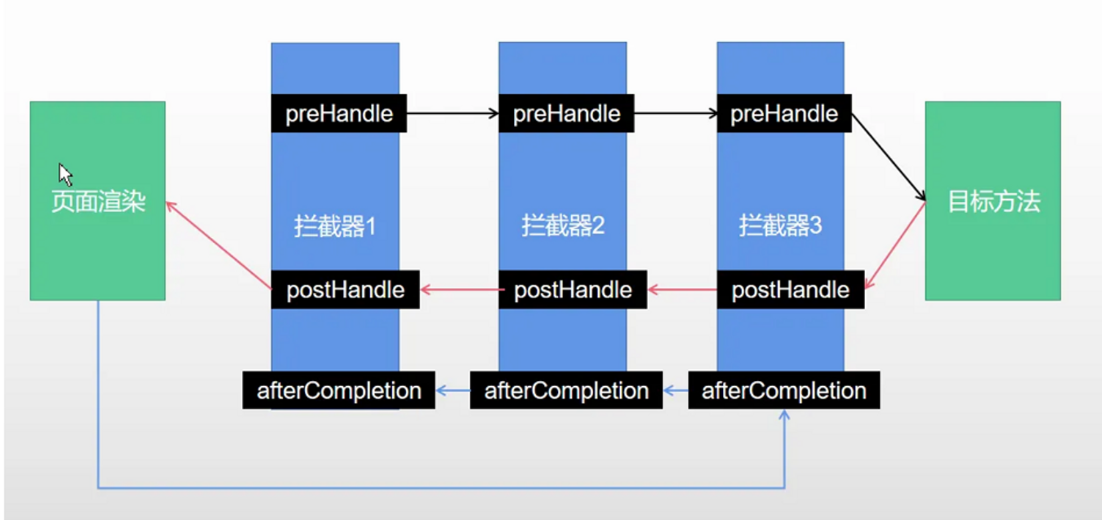 preHandle
preHandle
preHandle
页面渲染
拦截器1
拦截器2
拦截器3
目标方法
postHandle
postHandle
postHandle
afterCompletion
afterCompletion
afterCompletion